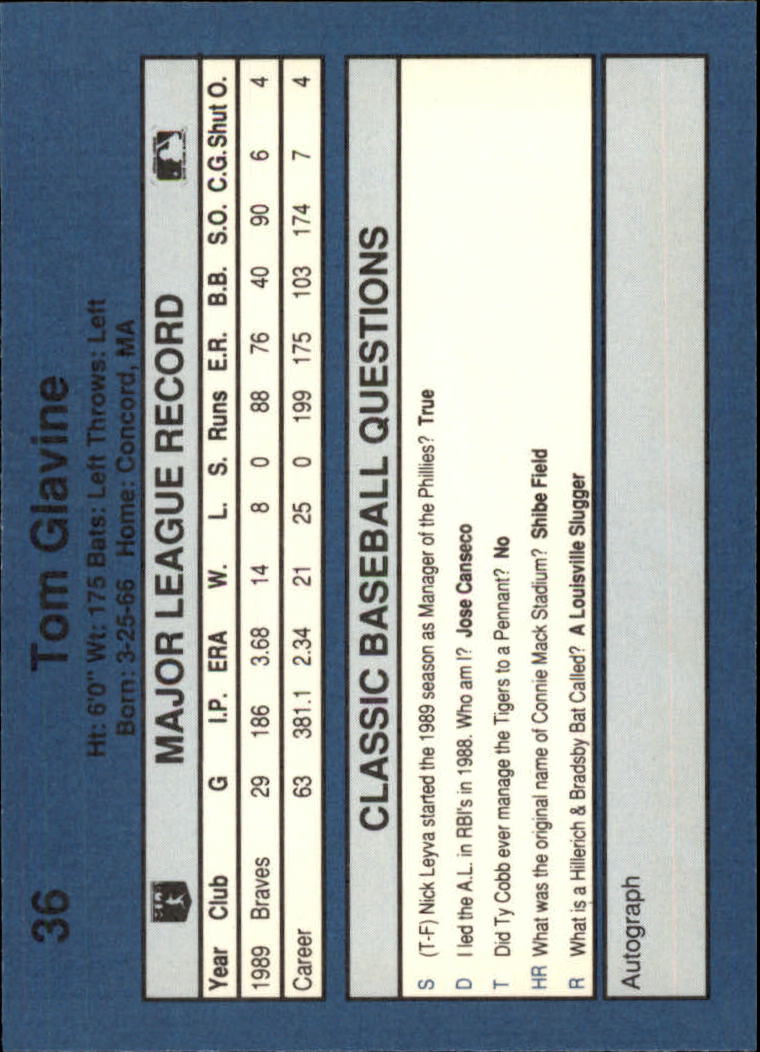 36 Tom Glavine
Ht: 6'0" Wt: 175 Bats: Left Throws: Left
Born: 3-25-66 Home: Concord, MA
MAJOR LEAGUE RECORD
Year Club G I.P. ERA W. L. S. Runs E.R. B.B. S.O. C.G. Shut O.
1989 Braves 29 186 3.68 14 8 0 88 76 40 90 6 4
Career 63 381.1 2.34 21 25 0 199 175 103 174 7 4
CLASSIC BASEBALL QUESTIONS
S (T-F) Nick Leyva started the 1989 season as Manager of the Phillies? True
D I led the A.L. in RBI's in 1988. Who am I? Jose Canseco
T Did Ty Cobb ever manage the Tigers to a Pennant? No
HR What was the original name of Connie Mack Stadium? Shibe Field
R What is a Hillerich & Bradsby Bat Called? A Louisville Slugger
Autograph